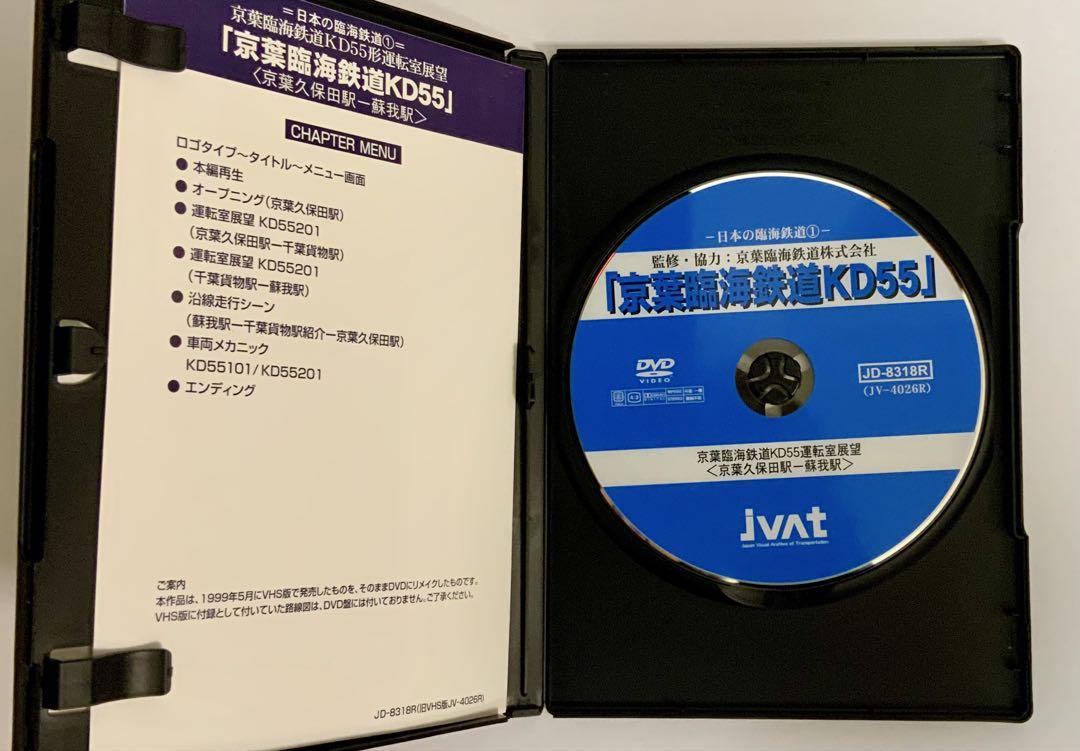 =日本の臨海鉄道①=
京葉臨海鉄道KD55形運転室展望
「京葉臨海鉄道KD55」
〈京葉久保田駅ー蘇我駅〉
CHAPTER MENU
ロゴタイプ〜タイトル〜メニュー画面
● 本編再生
● オープニング(京葉久保田駅)
● 運転室展望 KD55201
(京葉久保田駅ー千葉貨物駅)
● 運転室展望 KD55201
(千葉貨物駅ー蘇我駅)
● 沿線走行シーン
(蘇我駅ー千葉貨物駅紹介ー京葉久保田駅)
● 車両メカニック
KD55101/KD55201
● エンディング
ご案内
本作品は、1999年5月にVHS版で発売したものを、そのままDVDにリメイクしたものです。
VHS版に付録として付いていた路線図は、DVD盤には付いておりません。ご了承ください。
JD-8318R(旧VHS版JV-4026R)
ー日本の臨海鉄道①ー
監修・協力:京葉臨海鉄道株式会社
「京葉臨海鉄道KD55」
DVD
VIDEO
4:3
JD-8318R
(JV-4026R)
京葉臨海鉄道KD55運転室展望
〈京葉久保田駅ー蘇我駅〉
jvat
Japan Visual Archive of Transportation